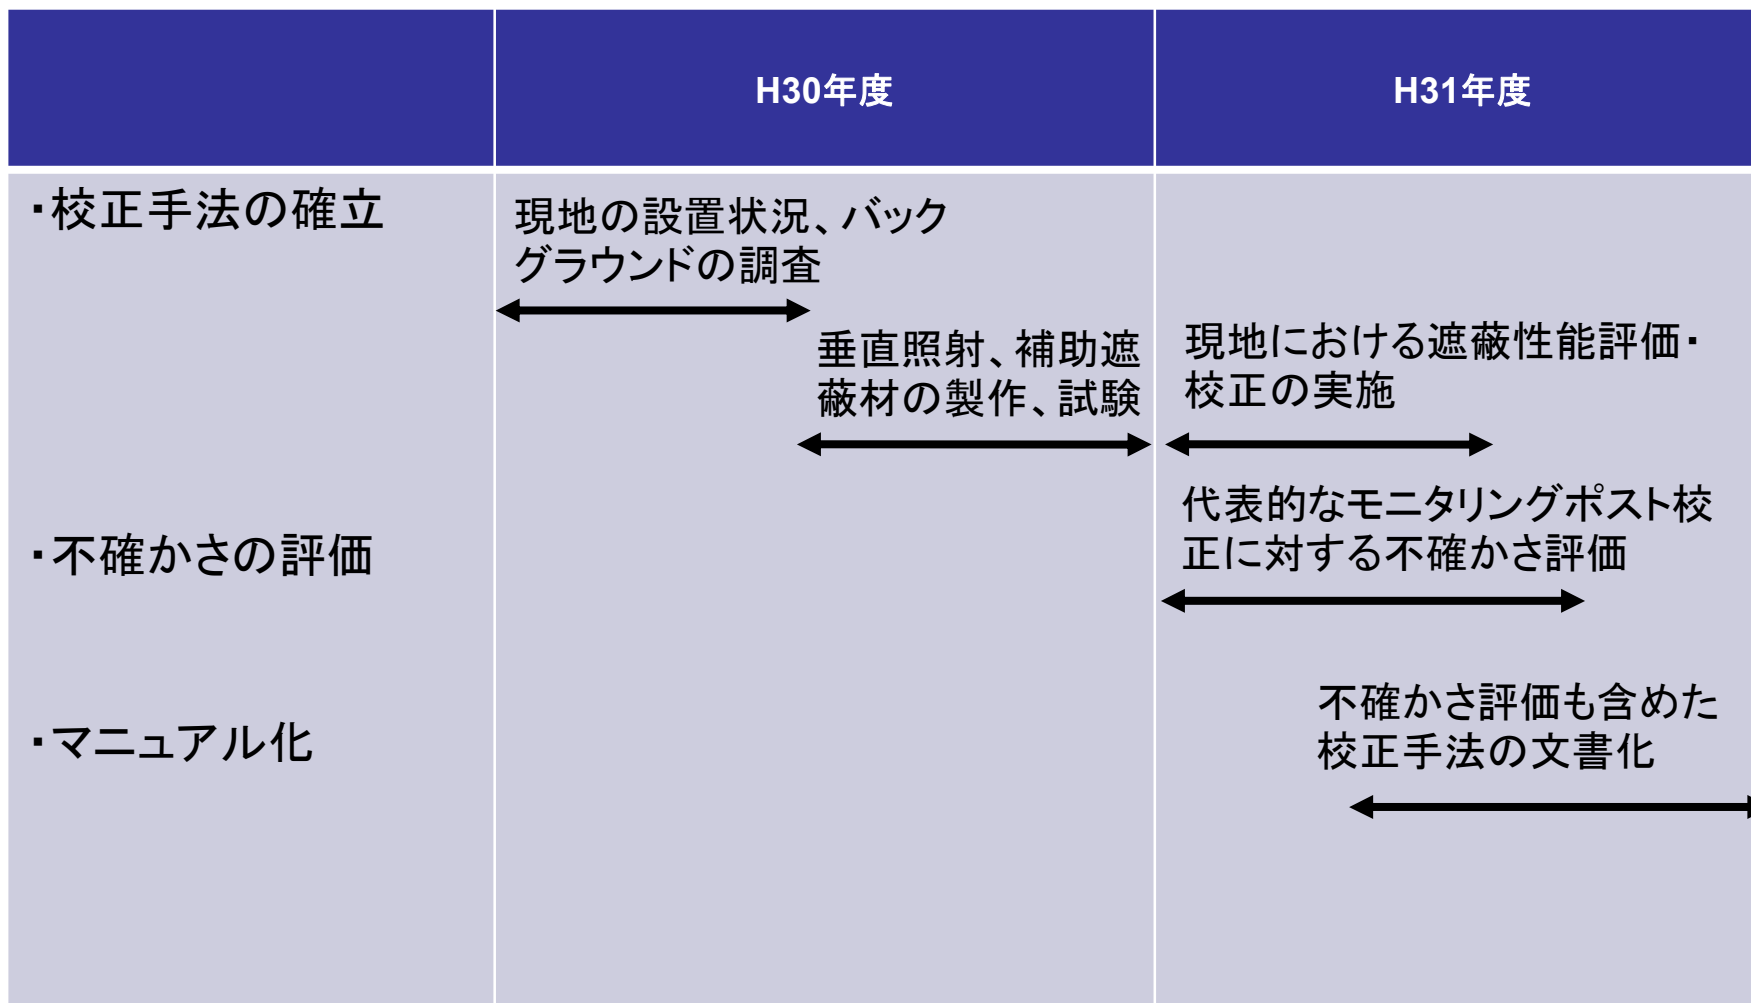 H30年度
H31年度
・校正手法の確立
現地の設置状況、バック
グラウンドの調査
垂直照射、補助遮
蔽材の製作、試験
現地における遮蔽性能評価・
校正の実施
・不確かさの評価
代表的なモニタリングポスト校
正に対する不確かさ評価
・マニュアル化
不確かさ評価も含めた
校正手法の文書化